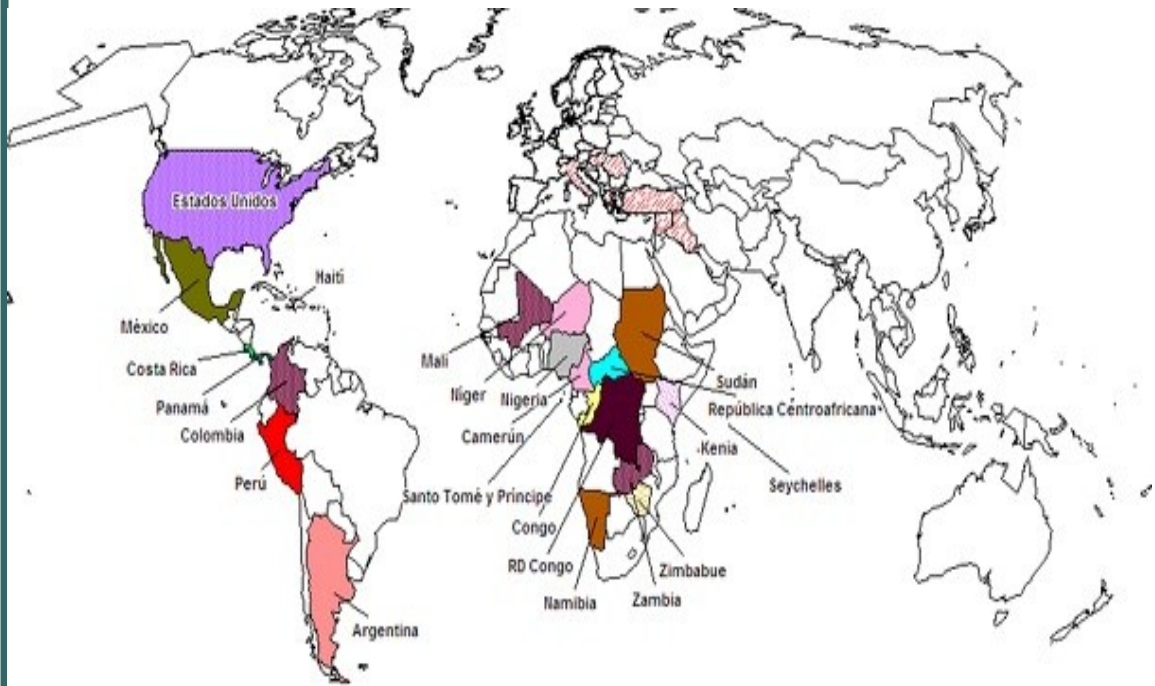 Estados Unidos
Haití
México
Costa Rica
Panamá
Colombia
Perú
Argentina
Malí
Níger
Nigeria
Camerún
Santo Tomé y Príncipe
Congo
RD Congo
Namibia
Zambia
Zimbabue
Sudán
República Centroafricana
Kenia
Seychelles